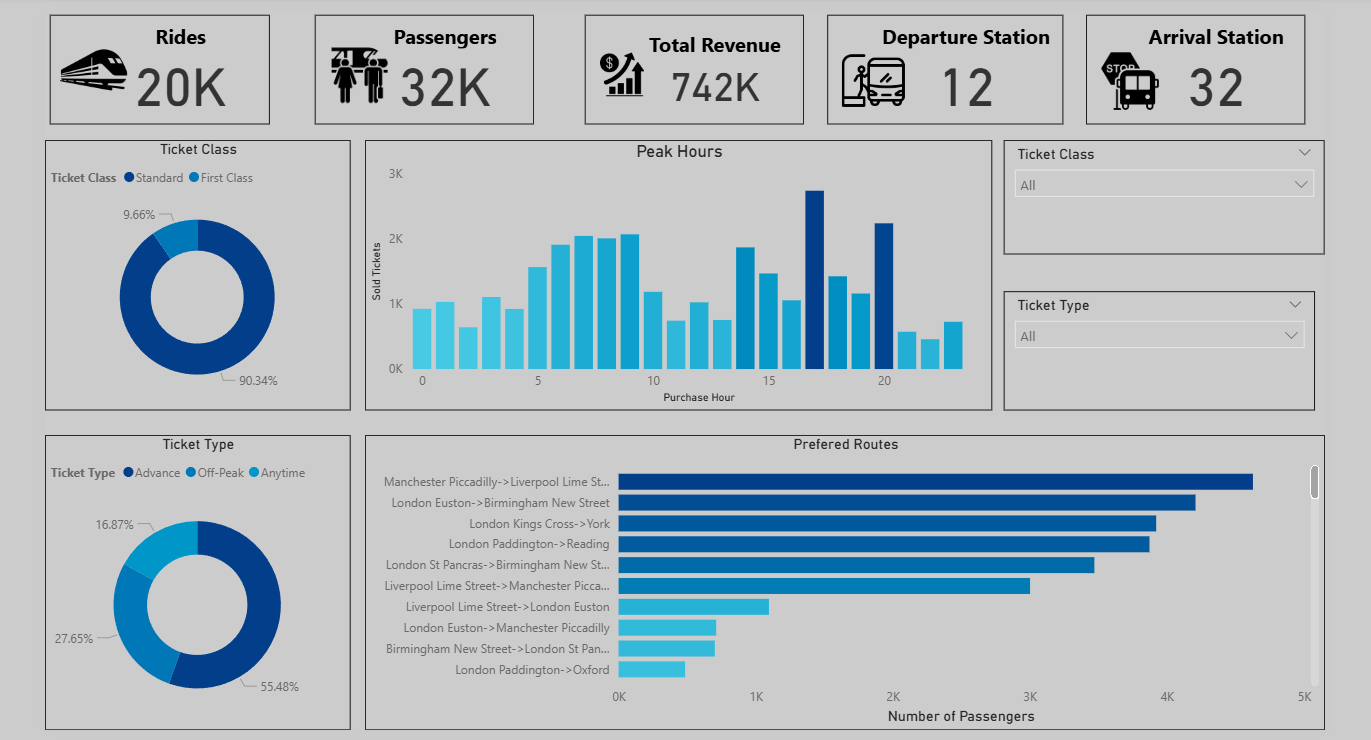 Rides
20K
Passengers
32K
Total Revenue
$
742K
Departure Station
12
Arrival Station
STOP
32
Ticket Class
Ticket Class Standard First Class
9.66%
90.34%
Peak Hours
Sold Tickets
3K
2K
1K
0K
0 5 10 15 20
Purchase Hour
Ticket Class
All
Ticket Type
All
Ticket Type
Ticket Type Advance Off-Peak Anytime
16.87%
27.65%
55.48%
Prefered Routes
Manchester Piccadilly->Liverpool Lime St...
London Euston->Birmingham New Street
London Kings Cross->York
London Paddington->Reading
London St Pancras->Birmingham New St...
Liverpool Lime Street->Manchester Picca...
Liverpool Lime Street->London Euston
London Euston->Manchester Piccadilly
Birmingham New Street->London St Pan...
London Paddington->Oxford
0K 1K 2K 3K 4K 5K
Number of Passengers